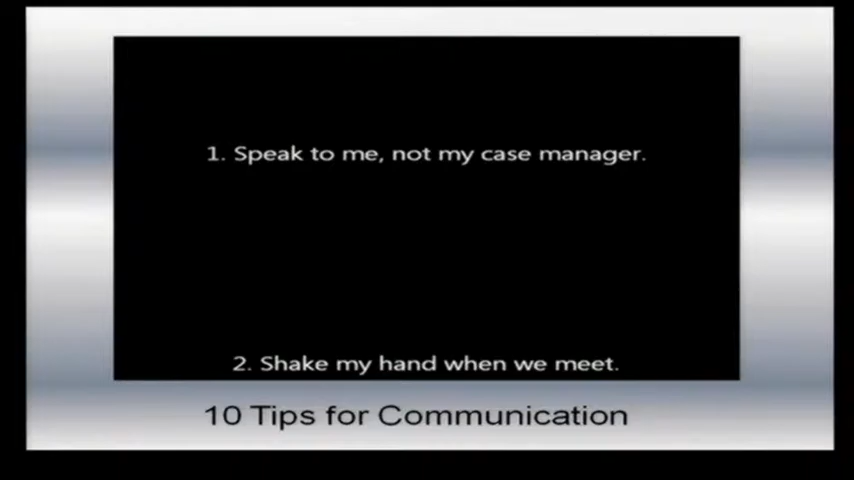 1. Speak to me, not my case manager.
2. Shake my hand when we meet.
10 Tips for Communication